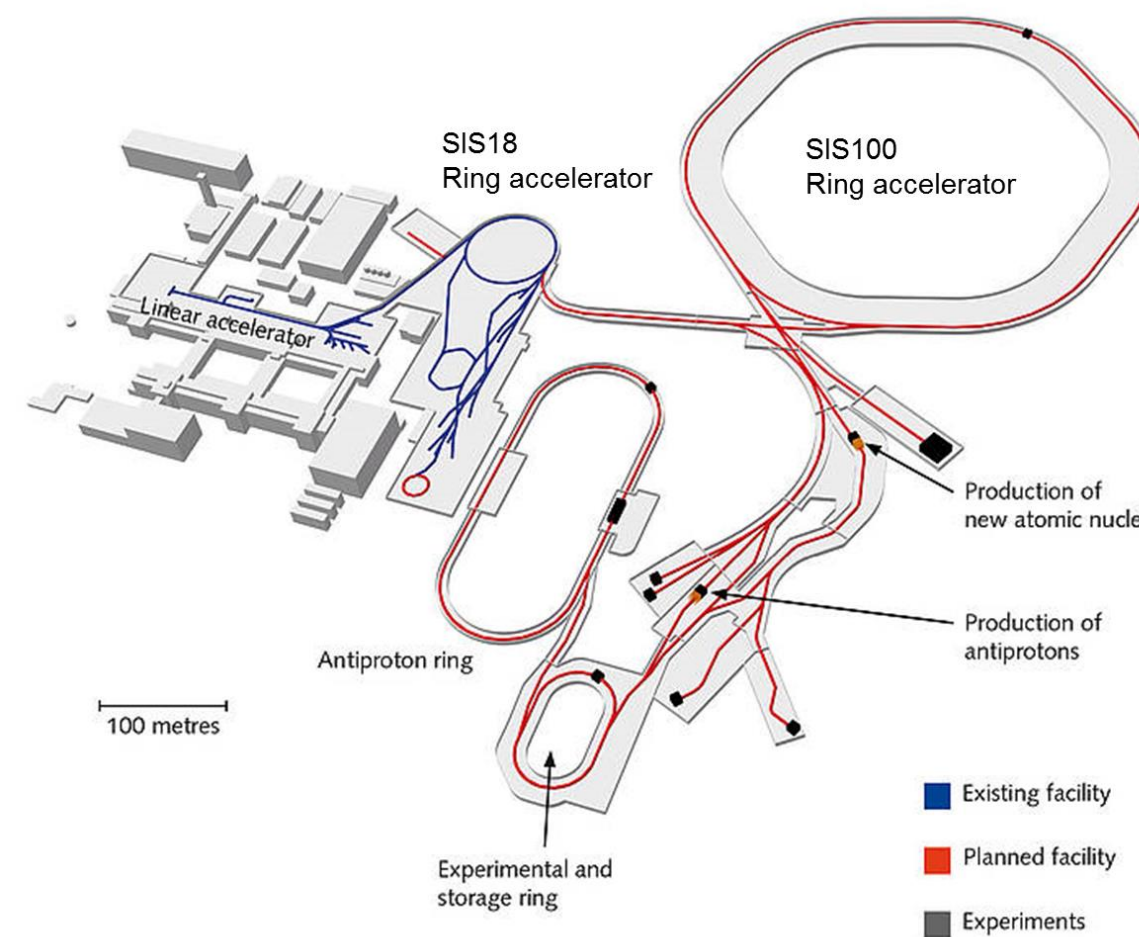 SIS18
Ring accelerator
SIS100
Ring accelerator
Linear accelerator
Production of
new atomic nucle
Production of
antiprotons
Antiproton ring
100 metres
Experimental and
storage ring
Existing facility
Planned facility
Experiments